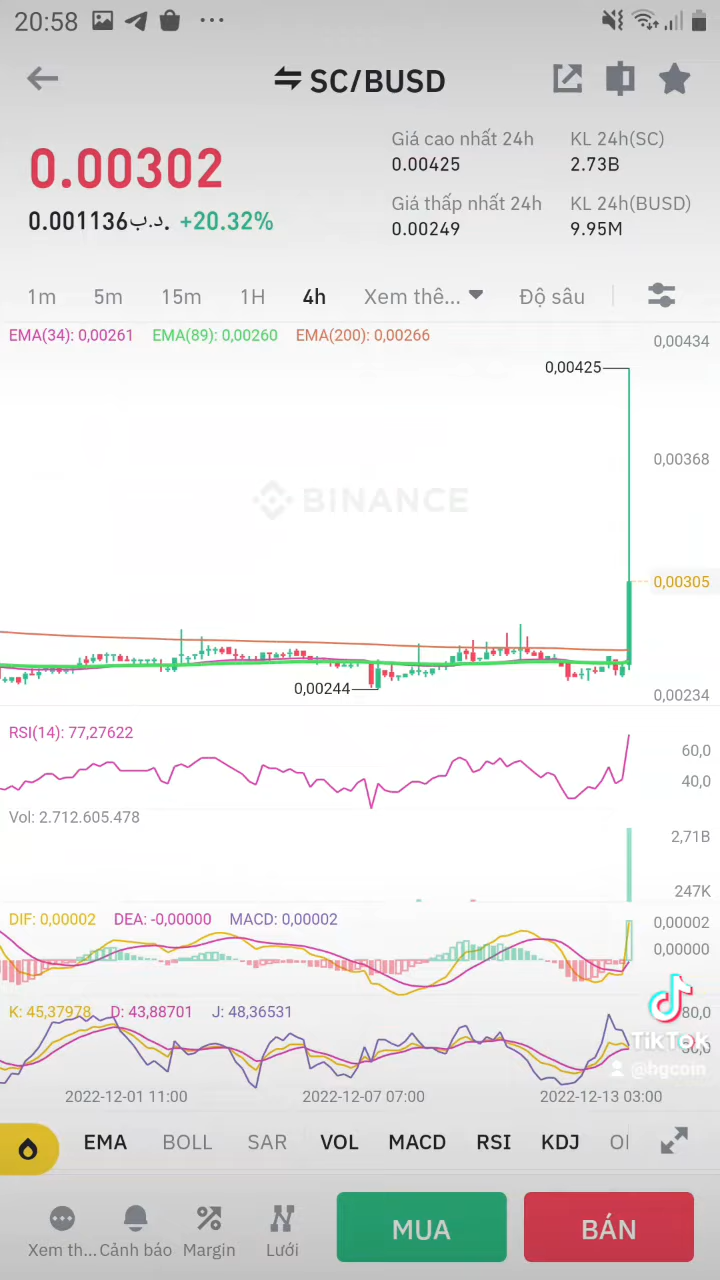 20:58
SC/BUSD
0.00302
0.001136د.ب. +20.32%
Giá cao nhất 24h
0.00425
KL 24h(SC)
2.73B
Giá thấp nhất 24h
0.00249
KL 24h(BUSD)
9.95M
1m 5m 15m 1H 4h Xem thê... Độ sâu
EMA(34): 0,00261 EMA(89): 0,00260 EMA(200): 0,00266
0,00434
0,00425
0,00368
BINANCE
0,00305
0,00244
0,00234
RSI(14): 77,27622
60,0
40,0
Vol: 2.712.605.478
2,71B
247K
DIF: 0,00002 DEA: -0,00000 MACD: 0,00002
0,00002
0,00000
K: 45,37978 D: 43,88701 J: 48,36531
80,0
TikTok
@hgcoin
2022-12-01 11:00 2022-12-07 07:00 2022-12-13 03:00
EMA BOLL SAR VOL MACD RSI KDJ
Xem th... Cảnh báo Margin Lưới
MUA
BÁN